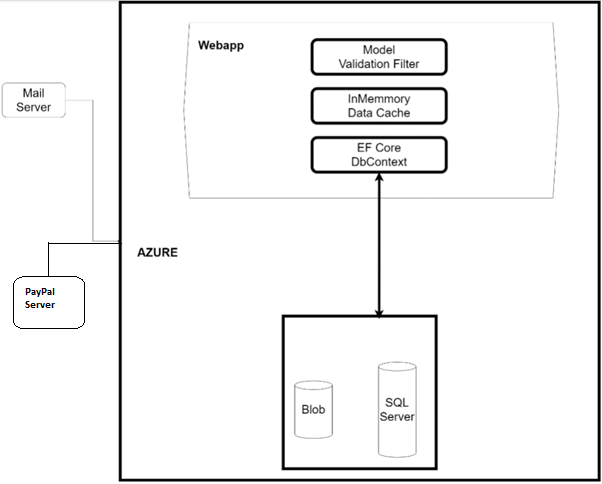 Webapp
Model
Validation Filter
InMemmory
Data Cache
EF Core
DbContext
Mail
Server
AZURE
PayPal
Server
Blob
SQL
Server